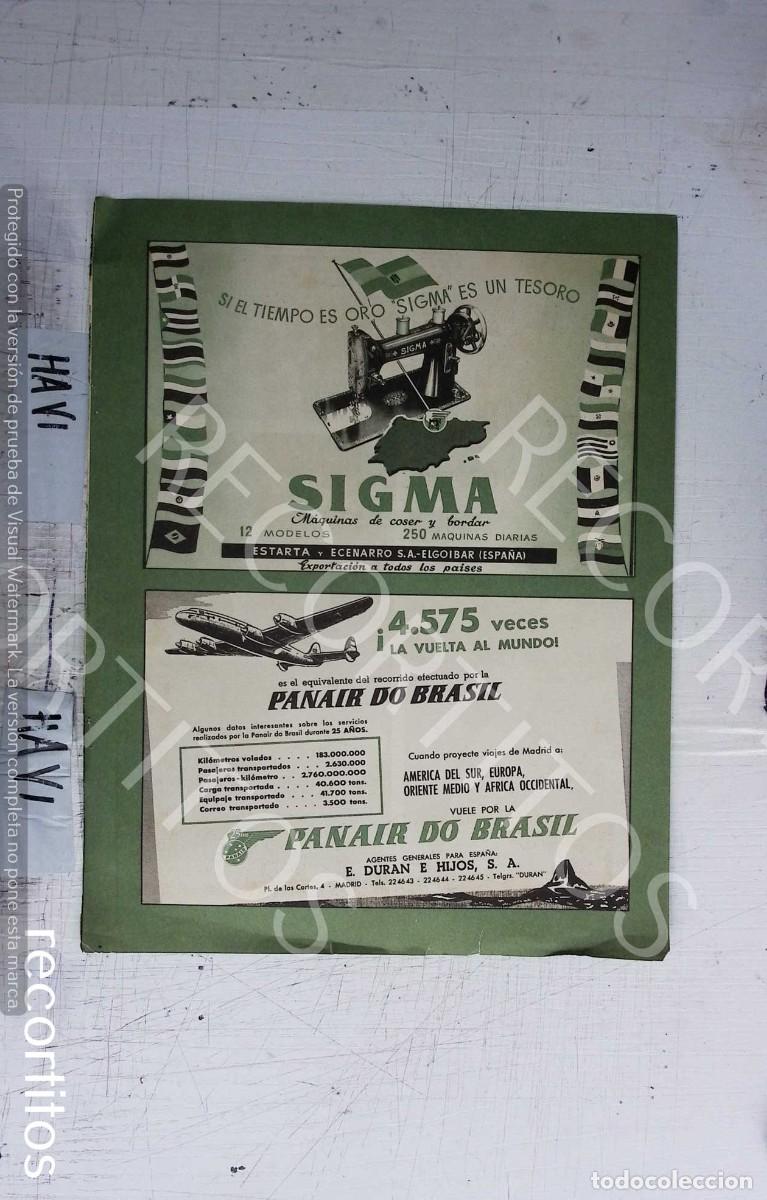 SI EL TIEMPO ES ORO "SIGMA" ES UN TESORO
SIGMA
SIGMA
Máquinas de coser y bordar
12 MODELOS 250 MAQUINAS DIARIAS
ESTARTA Y ECENARRO S.A.-ELGOIBAR (ESPAÑA)
Exportación a todos los países
¡4.575 veces
LA VUELTA AL MUNDO!
es el equivalente del recorrido efectuado por la
PANAIR DO BRASIL
Algunos datos interesantes sobre los servicios
realizados por la Panair do Brasil durante 25 AÑOS.
Kilómetros volados . . . . 183.000.000
Pasajeros transportados . . 2.630.000
Pasajeros-kilómetro . . 2.760.000.000
Carga transportada . . . . 40.600 tons.
Equipaje transportado . . . 41.700 tons.
Correo transportado . . . . 3.500 tons.
Cuando proyecte viajes de Madrid a:
AMERICA DEL SUR, EUROPA,
ORIENTE MEDIO Y AFRICA OCCIDENTAL,
VUELE POR LA
PANAIR DO BRASIL
AGENTES GENERALES PARA ESPAÑA:
E. DURAN E HIJOS, S. A.
Pl. de las Cortes, 4 - MADRID - Tels. 224643 - 224644 - 224645 - Telgrs. "DURAN"
HAVI
HAVI
Protegido con la versión de prueba de Visual Watermark. La versión completa no pone esta marca.
recortitos
RECORTITOS
RECORTITOS
todocoleccion